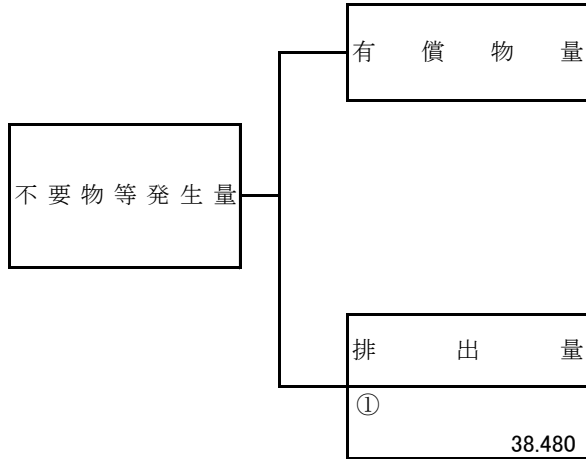 有償物量
不要物等発生量
排出量
①
38.480